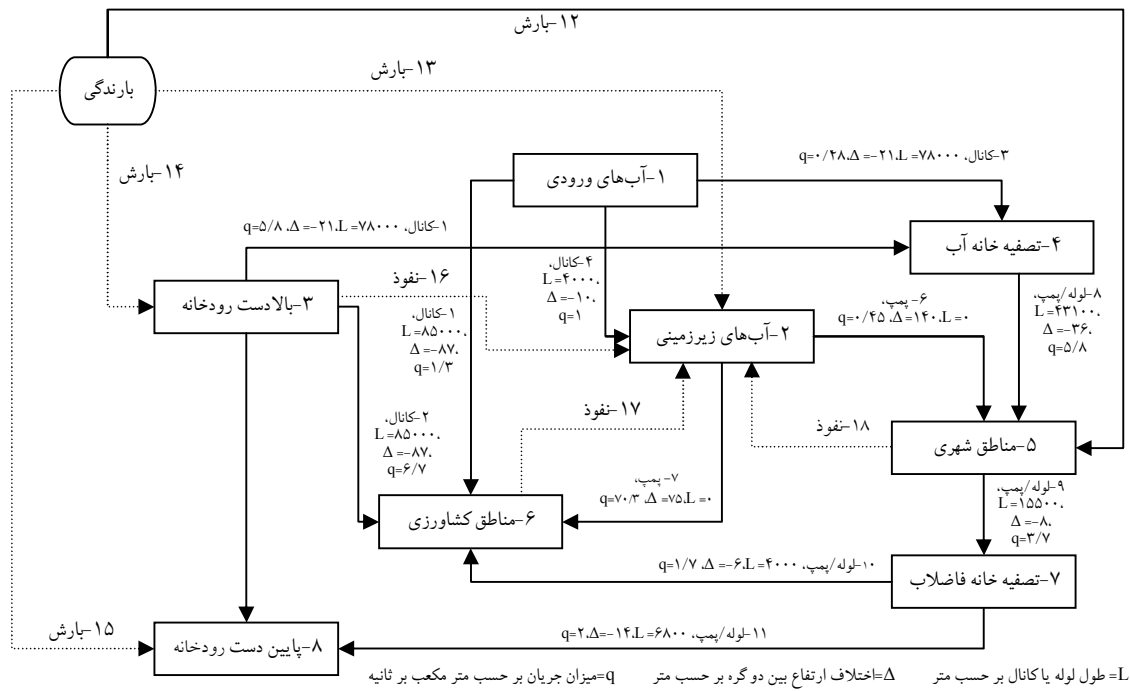 ۱۲-بارش
۱۳-بارش
بارندگی
۱۴-بارش
۱-آب‌های ورودی
۳-کانال، q=۰/۴۸،Δ=-۲۱،L=۷۸۰۰۰
۴-تصفیه خانه آب
۱-کانال، q=۵/۸،Δ=-۲۱،L=۷۸۰۰۰
۱۶-نفوذ
۳-بالادست رودخانه
۴-کانال،
L=۴۰۰۰،
Δ=-۱۰،
q=۱
۱-کانال،
L=۸۵۰۰۰،
Δ=-۸۷،
q=۱/۳
۲-آب‌های زیرزمینی
۶-پمپ،
q=۰/۴۵،Δ=۱۴۰،L=۰
۸-لوله/پمپ،
L=۴۳۱۰۰،
Δ=-۳۶،
q=۵/۸
۲-کانال،
L=۸۵۰۰۰،
Δ=-۸۷،
q=۶/۷
۱۷-نفوذ
۱۸-نفوذ
۵-مناطق شهری
۷-پمپ،
q=۷۰/۳،Δ=۷۵،L=۰
۶-مناطق کشاورزی
۹-لوله/پمپ،
L=۱۵۵۰۰،
Δ=-۸،
q=۳/۷
۱۰-لوله/پمپ، q=۱/۷،Δ=-۶،L=۴۰۰۰
۷-تصفیه خانه فاضلاب
۱۵-بارش
۸-پایین دست رودخانه
۱۱-لوله/پمپ، q=۲،Δ=-۱۴،L=۶۸۰۰
L= طول لوله یا کانال بر حسب متر Δ=اختلاف ارتفاع بین دو گره بر حسب متر q=میزان جریان بر حسب متر مکعب بر ثانیه